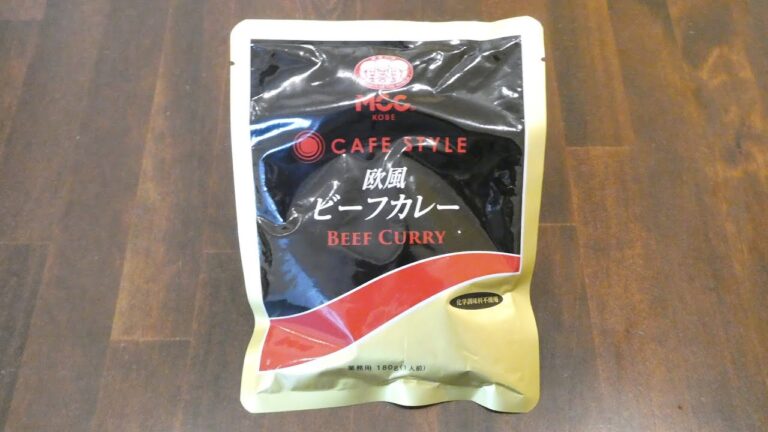 MCC.
KOBE
CAFE STYLE
欧風
ビーフカレー
BEEF CURRY
化学調味料不使用
業務用 180g(1人前)